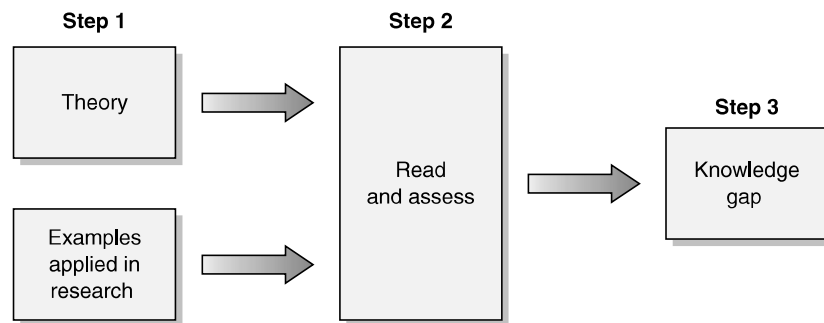 Step 1
Theory
Examples
applied in
research
Step 2
Read
and assess
Step 3
Knowledge
gap